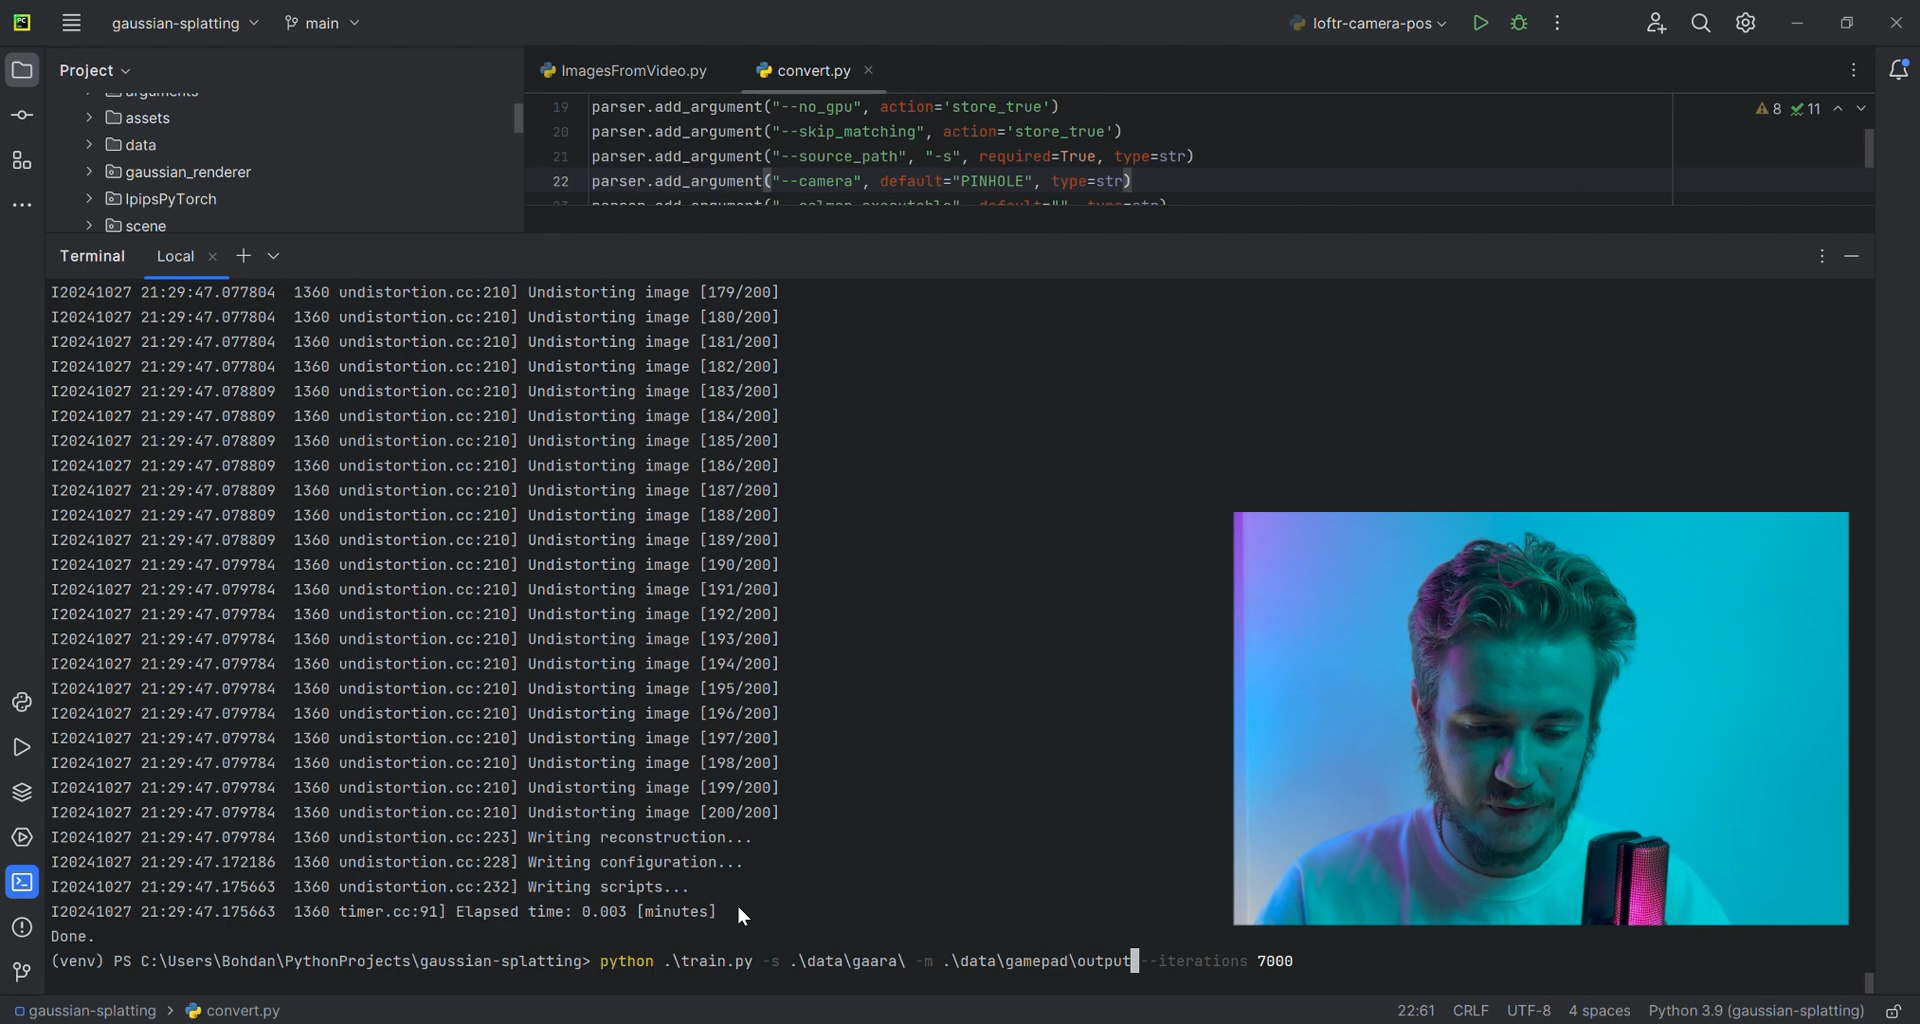 gaussian-splatting
main
loftr-camera-pos
Project
ImagesFromVideo.py
convert.py
arguments
assets
data
gaussian_renderer
lpipsPyTorch
scene
19 parser.add_argument("--no_gpu", action='store_true')
20 parser.add_argument("--skip_matching", action='store_true')
21 parser.add_argument("--source_path", "-s", required=True, type=str)
22 parser.add_argument("--camera", default="PINHOLE", type=str)
23 parser.add_argument("--colmap_executable", default="", type=str)
8 11
Terminal Local
I20241027 21:29:47.077804 1360 undistortion.cc:210] Undistorting image [179/200]
I20241027 21:29:47.077804 1360 undistortion.cc:210] Undistorting image [180/200]
I20241027 21:29:47.077804 1360 undistortion.cc:210] Undistorting image [181/200]
I20241027 21:29:47.077804 1360 undistortion.cc:210] Undistorting image [182/200]
I20241027 21:29:47.078809 1360 undistortion.cc:210] Undistorting image [183/200]
I20241027 21:29:47.078809 1360 undistortion.cc:210] Undistorting image [184/200]
I20241027 21:29:47.078809 1360 undistortion.cc:210] Undistorting image [185/200]
I20241027 21:29:47.078809 1360 undistortion.cc:210] Undistorting image [186/200]
I20241027 21:29:47.078809 1360 undistortion.cc:210] Undistorting image [187/200]
I20241027 21:29:47.078809 1360 undistortion.cc:210] Undistorting image [188/200]
I20241027 21:29:47.078809 1360 undistortion.cc:210] Undistorting image [189/200]
I20241027 21:29:47.079784 1360 undistortion.cc:210] Undistorting image [190/200]
I20241027 21:29:47.079784 1360 undistortion.cc:210] Undistorting image [191/200]
I20241027 21:29:47.079784 1360 undistortion.cc:210] Undistorting image [192/200]
I20241027 21:29:47.079784 1360 undistortion.cc:210] Undistorting image [193/200]
I20241027 21:29:47.079784 1360 undistortion.cc:210] Undistorting image [194/200]
I20241027 21:29:47.079784 1360 undistortion.cc:210] Undistorting image [195/200]
I20241027 21:29:47.079784 1360 undistortion.cc:210] Undistorting image [196/200]
I20241027 21:29:47.079784 1360 undistortion.cc:210] Undistorting image [197/200]
I20241027 21:29:47.079784 1360 undistortion.cc:210] Undistorting image [198/200]
I20241027 21:29:47.079784 1360 undistortion.cc:210] Undistorting image [199/200]
I20241027 21:29:47.079784 1360 undistortion.cc:210] Undistorting image [200/200]
I20241027 21:29:47.079784 1360 undistortion.cc:223] Writing reconstruction...
I20241027 21:29:47.172186 1360 undistortion.cc:228] Writing configuration...
I20241027 21:29:47.175663 1360 undistortion.cc:232] Writing scripts...
I20241027 21:29:47.175663 1360 timer.cc:91] Elapsed time: 0.003 [minutes]
Done.
(venv) PS C:\Users\Bohdan\PythonProjects\gaussian-splatting> python .\train.py -s .\data\gaara\ -m .\data\gamepad\output --iterations 7000
gaussian-splatting > convert.py
22:61 CRLF UTF-8 4 spaces Python 3.9 (gaussian-splatting)